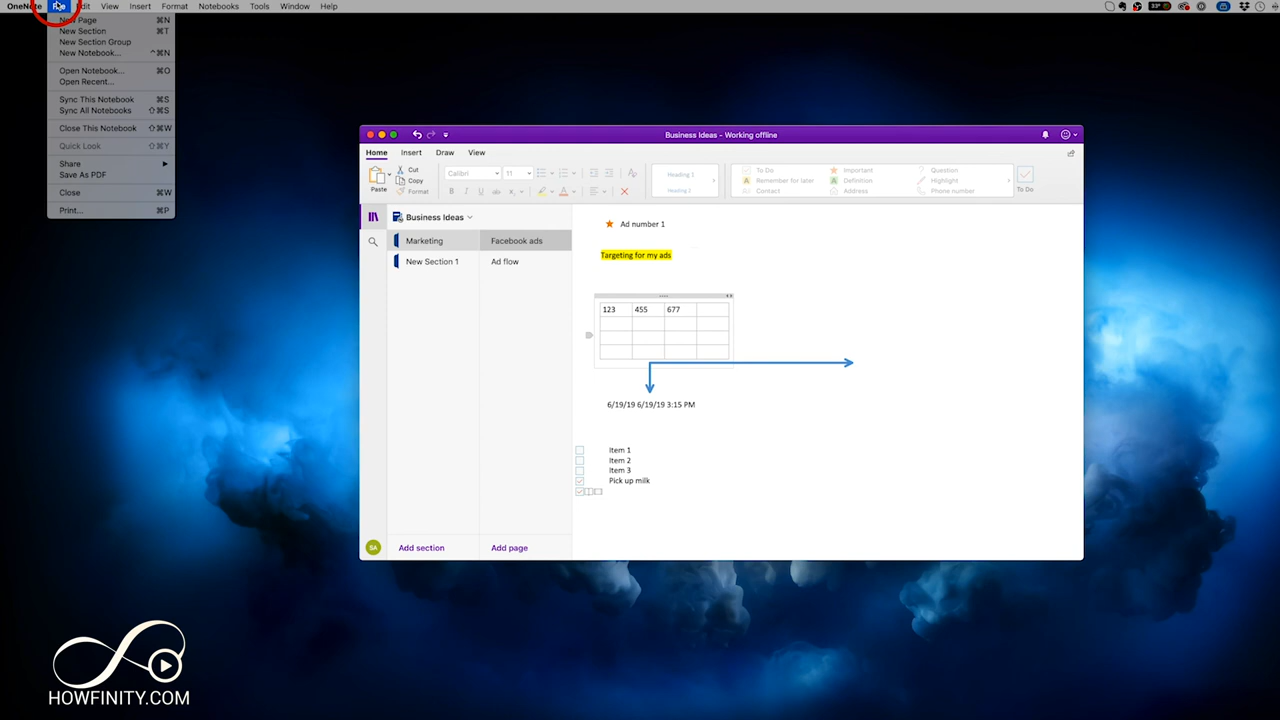 OneNote File Edit View Insert Format Notebooks Tools Window Help 33°
New Page ⌘N
New Section ⌘T
New Section Group
New Notebook... ^⌘N
Open Notebook... ⌘O
Open Recent...
Sync This Notebook ⌘S
Sync All Notebooks ⇧⌘S
Close This Notebook ⇧⌘W
Quick Look ⇧⌘Y
Share
Save As PDF
Close ⌘W
Print... ⌘P
Business Ideas - Working offline
Home Insert Draw View
Paste
Cut
Copy
Format
Calibri 11
B I U
Heading 1
Heading 2
To Do Important Question
Remember for later Definition Highlight
Contact Address Phone number
To Do
Business Ideas
Marketing Facebook ads
New Section 1 Ad flow
Ad number 1
Targeting for my ads
123 455 677
6/19/19 6/19/19 3:15 PM
Item 1
Item 2
Item 3
Pick up milk
SA Add section Add page
HOWFINITY.COM